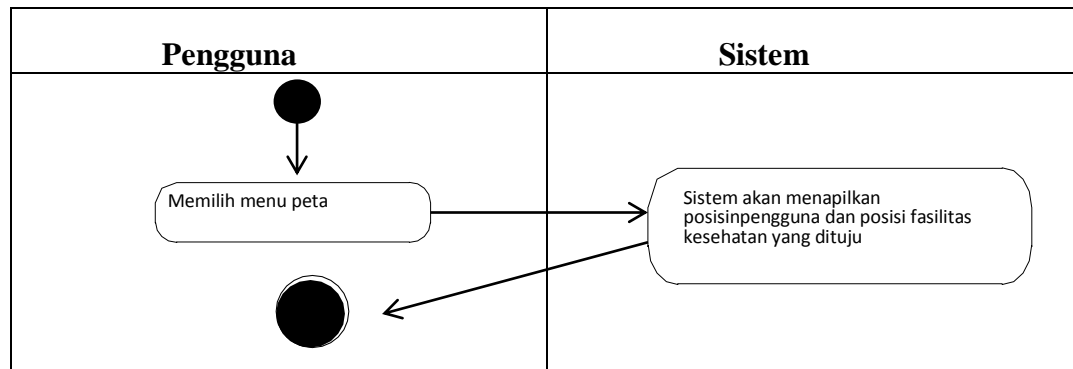 Pengguna
Sistem
Memilih menu peta
Sistem akan menapilkan
posisinpengguna dan posisi fasilitas
kesehatan yang dituju